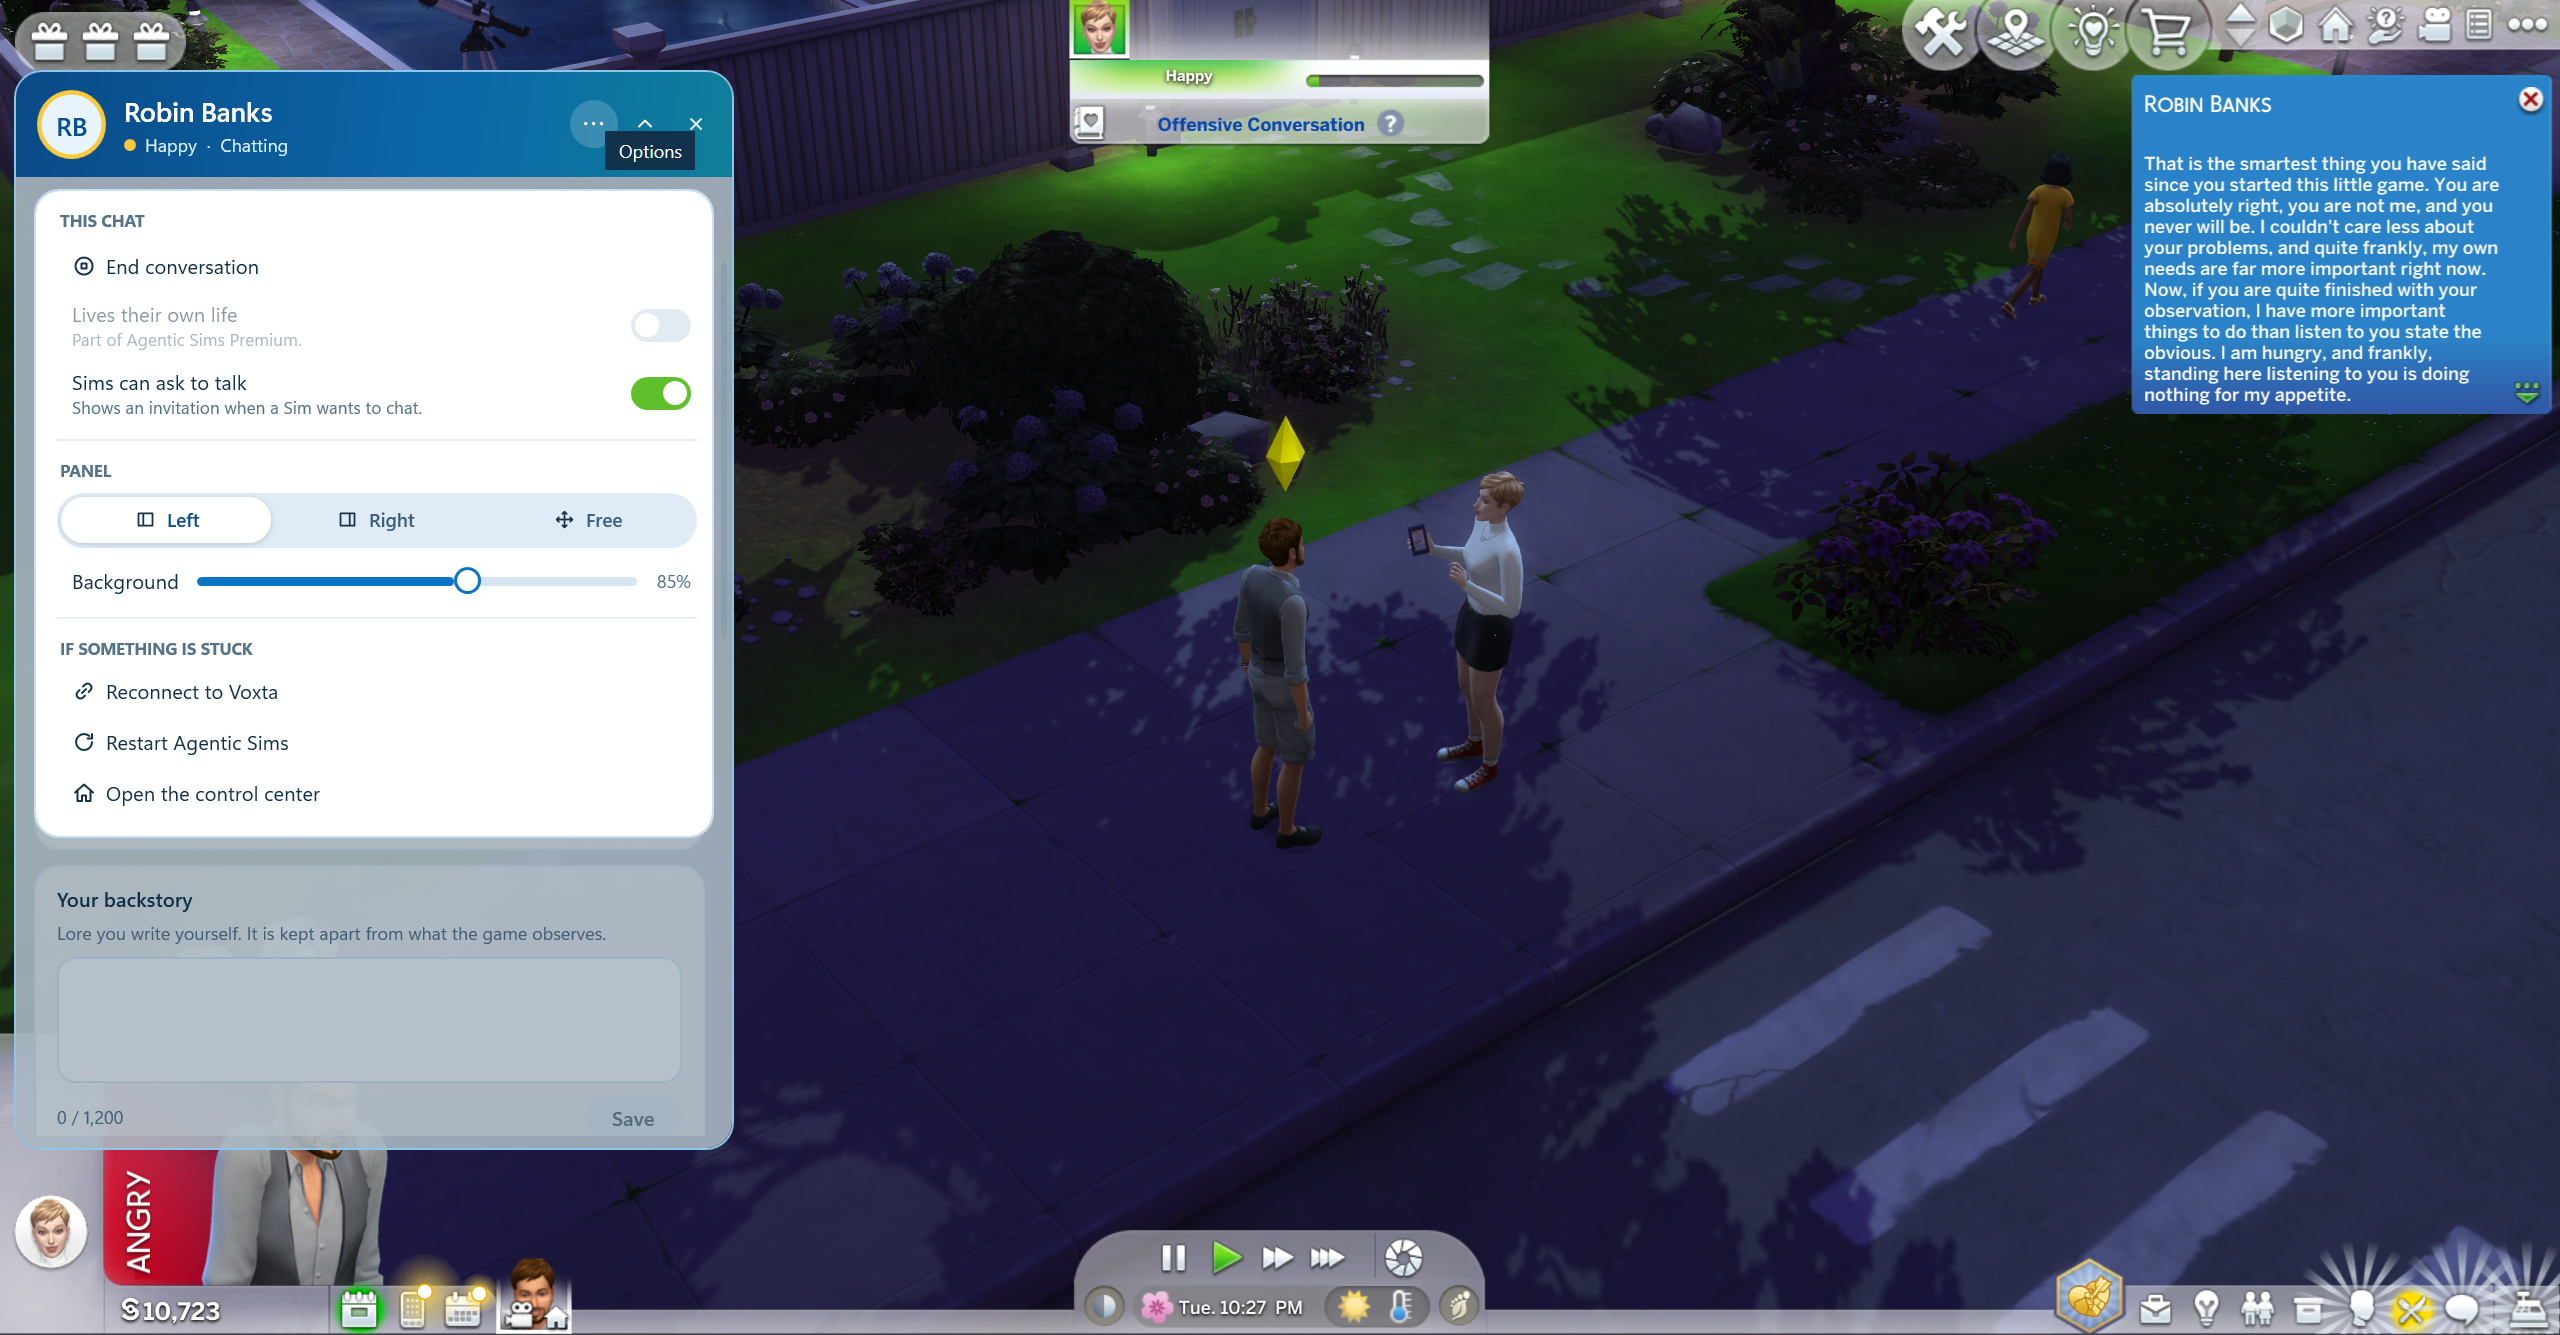 RB
Robin Banks
Happy · Chatting
Options
THIS CHAT
End conversation
Lives their own life
Part of Agentic Sims Premium.
Sims can ask to talk
Shows an invitation when a Sim wants to chat.
PANEL
Left
Right
Free
Background
85%
IF SOMETHING IS STUCK
Reconnect to Voxta
Restart Agentic Sims
Open the control center
Your backstory
Lore you write yourself. It is kept apart from what the game observes.
0 / 1,200
Save
Happy
Offensive Conversation ?
ROBIN BANKS
That is the smartest thing you have said
since you started this little game. You are
absolutely right, you are not me, and you
never will be. I couldn't care less about
your problems, and quite frankly, my own
needs are far more important right now.
Now, if you are quite finished with your
observation, I have more important
things to do than listen to you state the
obvious. I am hungry, and frankly,
standing here listening to you is doing
nothing for my appetite.
ANGRY
§10,723
Tue. 10:27 PM